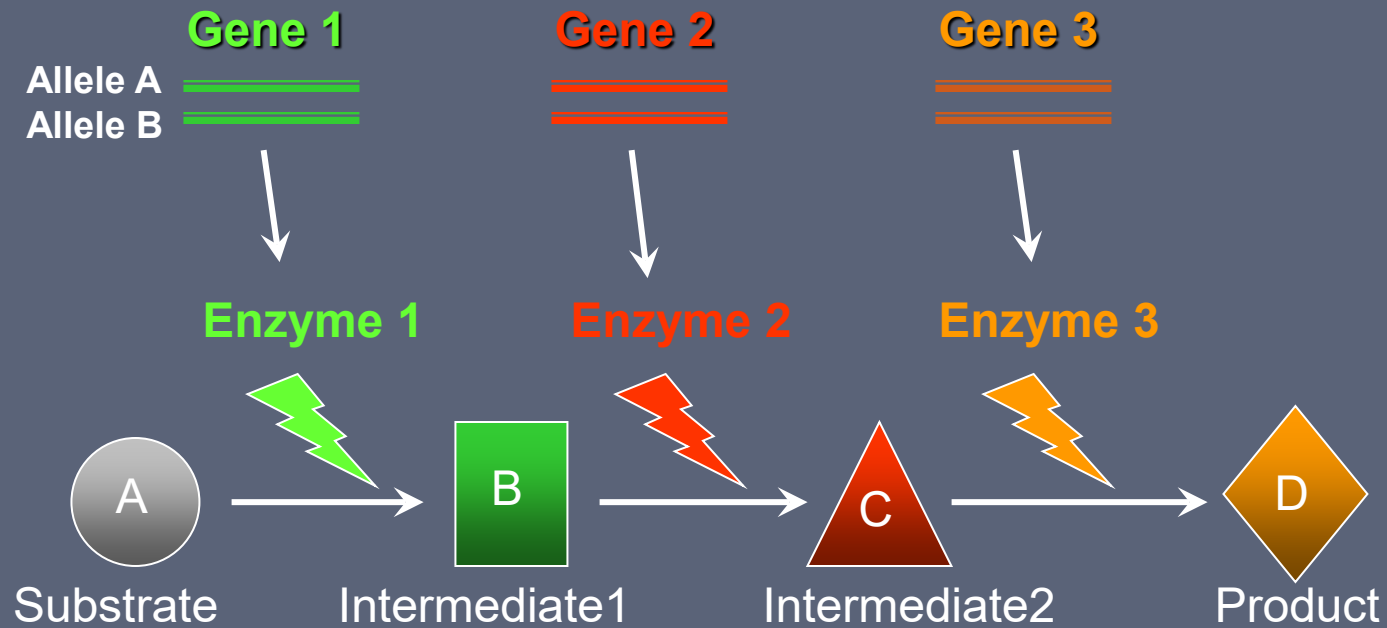 Gene 1 Gene 2 Gene 3
Allele A
Allele B
Enzyme 1 Enzyme 2 Enzyme 3
A B C D
Substrate Intermediate1 Intermediate2 Product